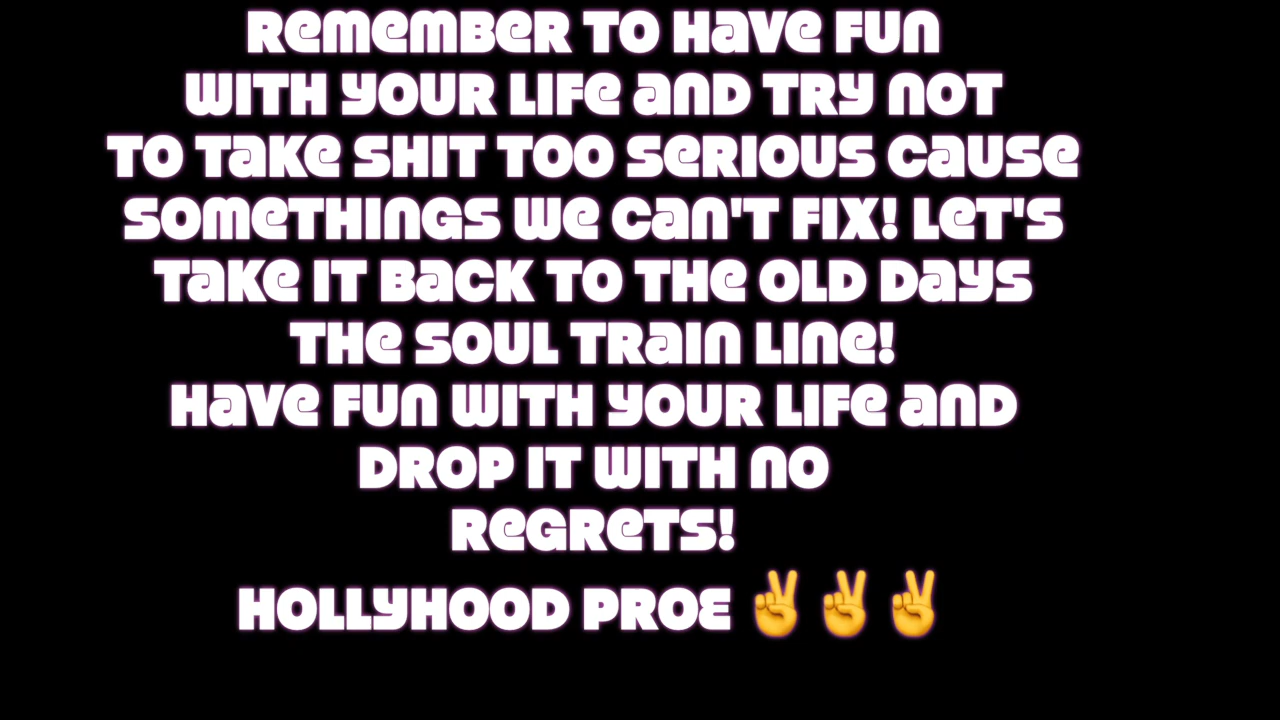 Remember to have fun
with your life and try not
to take shit too serious cause
somethings we can't fix! Let's
take it back to the old days
the Soul Train Line!
Have fun with your life and
drop it with no
regrets!
HOLLYHOOD PROE ✌️✌️✌️